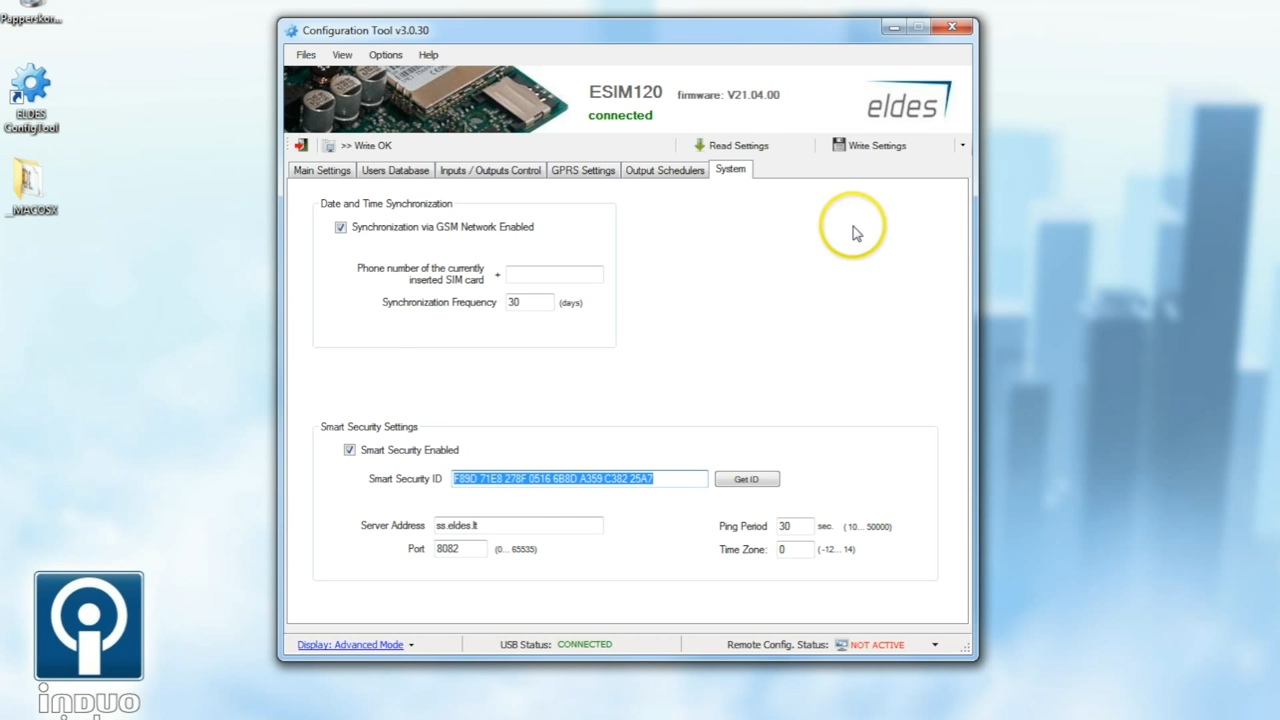 Papperskor...
ELDES
ConfigTool
__MACOSX
INDUO
Configuration Tool v3.0.30
Files View Options Help
ESIM120 firmware: V21.04.00
connected
eldes
>> Write OK Read Settings Write Settings
Main Settings Users Database Inputs / Outputs Control GPRS Settings Output Schedulers System
Date and Time Synchronization
Synchronization via GSM Network Enabled
Phone number of the currently
inserted SIM card +
Synchronization Frequency 30 (days)
Smart Security Settings
Smart Security Enabled
Smart Security ID F89D 71E8 278F 0516 6B8D A359 C382 25A7 Get ID
Server Address ss.eldes.lt Ping Period 30 sec. (10... 50000)
Port 8082 (0... 65535) Time Zone: 0 (-12... 14)
Display: Advanced Mode USB Status: CONNECTED Remote Config. Status: NOT ACTIVE